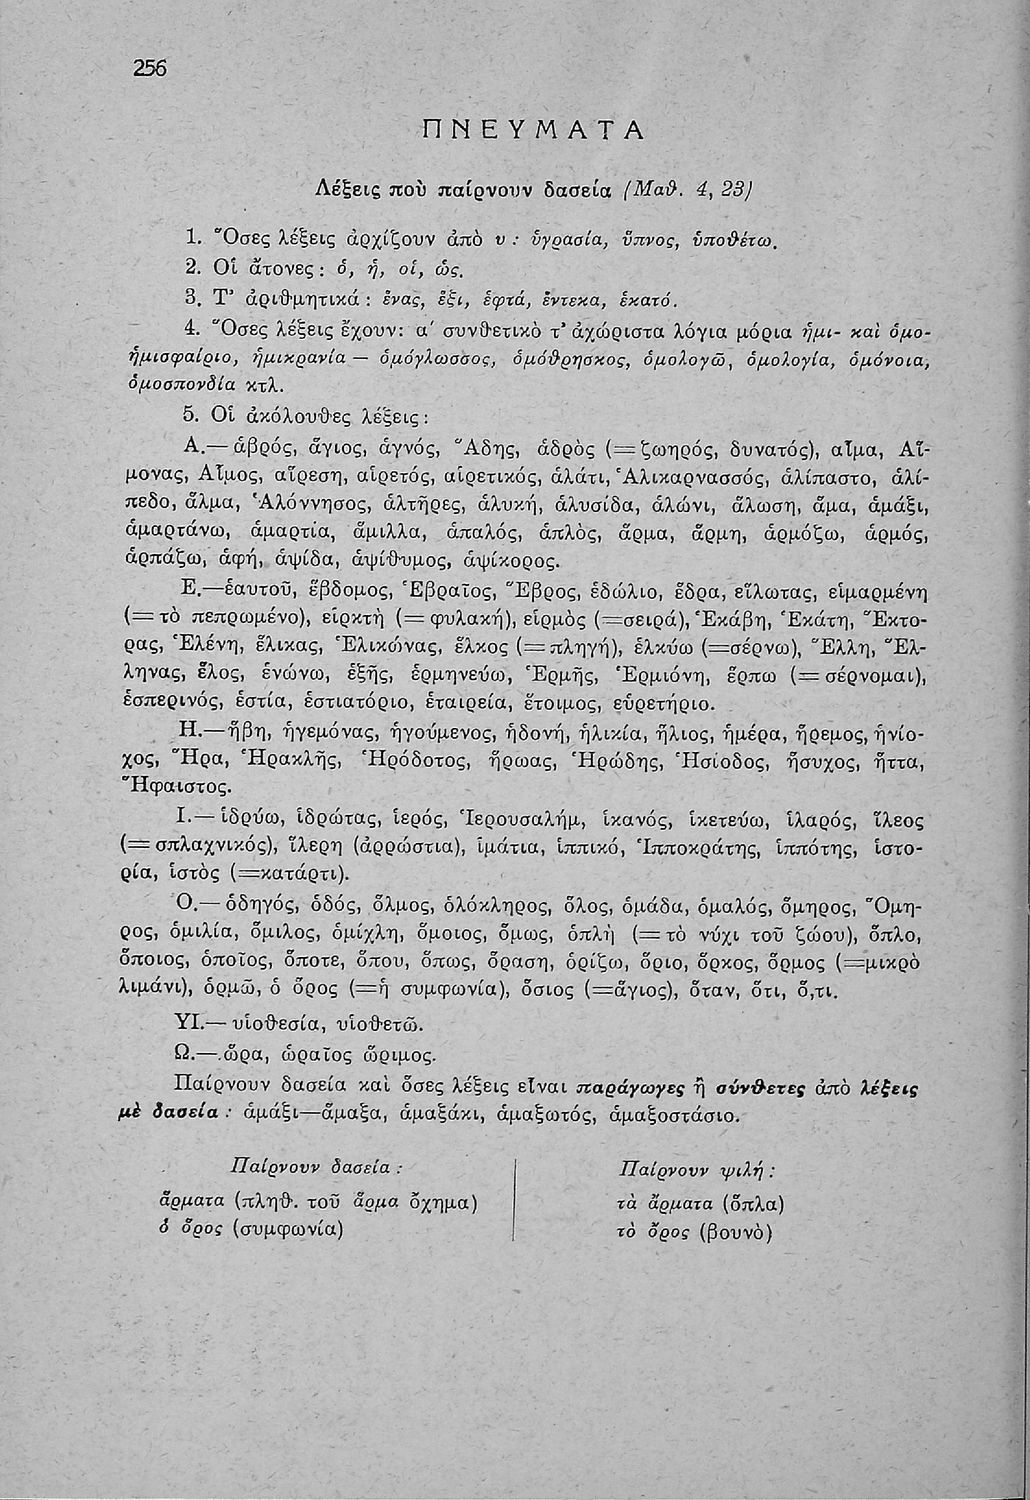 256
ΠΝΕΥΜΑΤΑ
Λέξεις ποὺ παίρνουν δασεία (Μαθ. 4, 23)
1. Ὅσες λέξεις ἀρχίζουν ἀπὸ υ : ὑγρασία, ὕπνος, ὑποθέτω.
2. Οἱ ἄτονες : ὁ, ἡ, οἱ, ὡς.
3. Τ' ἀριθμητικά : ἕνας, ἕξι, ἑφτά, ἕντεκα, ἑκατό.
4. Ὅσες λέξεις ἔχουν: α' συνθετικὸ τ' ἀχώριστα λόγια μόρια ἡμι- καὶ ὁμο-
ἡμισφαίριο, ἡμικρανία — ὁμόγλωσσος, ὁμόθρησκος, ὁμολογῶ, ὁμολογία, ὁμόνοια,
ὁμοσπονδία κτλ.
5. Οἱ ἀκόλουθες λέξεις:
Α.— ἁβρός, ἅγιος, ἁγνός, Ἅδης, ἁδρὸς (= ζωηρός, δυνατός), αἷμα, Αἵ-
μονας, Αἷμος, αἵρεση, αἱρετός, αἱρετικός, ἁλάτι, Ἁλικαρνασσός, ἁλίπαστο, ἁλί-
πεδο, ἅλμα, Ἁλόννησος, ἁλτῆρες, ἁλυκή, ἁλυσίδα, ἁλώνι, ἅλωση, ἅμα, ἁμάξι,
ἁμαρτάνω, ἁμαρτία, ἅμιλλα, ἁπαλός, ἁπλὸς, ἅρμα, ἅρμη, ἁρμόζω, ἁρμός,
ἁρπάζω, ἁφή, ἁψίδα, ἁψίθυμος, ἁψίκορος.
Ε.—ἑαυτοῦ, ἕβδομος, Ἑβραῖος, Ἕβρος, ἑδώλιο, ἕδρα, εἵλωτας, εἱμαρμένη
(= τὸ πεπρωμένο), εἱρκτὴ (= φυλακή), εἱρμὸς (=σειρά), Ἑκάβη, Ἑκάτη, Ἕκτο-
ρας, Ἑλένη, ἕλικας, Ἑλικώνας, ἕλκος (= πληγή), ἑλκύω (=σέρνω), Ἕλλη, Ἕλ-
ληνας, ἕλος, ἑνώνω, ἑξῆς, ἑρμηνεύω, Ἑρμῆς, Ἑρμιόνη, ἕρπω (= σέρνομαι),
ἑσπερινός, ἑστία, ἑστιατόριο, ἑταιρεία, ἕτοιμος, εὑρετήριο.
Η.—ἥβη, ἡγεμόνας, ἡγούμενος, ἡδονή, ἡλικία, ἥλιος, ἡμέρα, ἥρεμος, ἡνίο-
χος, Ἥρα, Ἡρακλῆς, Ἡρόδοτος, ἥρωας, Ἡρώδης, Ἡσίοδος, ἥσυχος, ἥττα,
Ἥφαιστος.
Ι.— ἱδρύω, ἱδρώτας, ἱερός, Ἱερουσαλήμ, ἱκανός, ἱκετεύω, ἱλαρός, ἵλεος
(= σπλαχνικός), ἵλερη (ἀρρώστια), ἱμάτια, ἱππικό, Ἱπποκράτης, ἱππότης, ἱστο-
ρία, ἱστὸς (=κατάρτι).
Ο.— ὁδηγός, ὁδός, ὅλμος, ὁλόκληρος, ὅλος, ὁμάδα, ὁμαλός, ὅμηρος, Ὅμη-
ρος, ὁμιλία, ὅμιλος, ὁμίχλη, ὅμοιος, ὅμως, ὁπλὴ (= τὸ νύχι τοῦ ζώου), ὅπλο,
ὅποιος, ὁποῖος, ὅποτε, ὅπου, ὅπως, ὅραση, ὁρίζω, ὅριο, ὅρκος, ὅρμος (=μικρὸ
λιμάνι), ὁρμῶ, ὁ ὅρος (=ἡ συμφωνία), ὅσιος (=ἅγιος), ὅταν, ὅτι, ὅ,τι.
ΥΙ.— υἱοθεσία, υἱοθετῶ.
Ω.—.ὥρα, ὡραῖος ὥριμος.
Παίρνουν δασεία καὶ ὅσες λέξεις εἶναι παράγωγες ἢ σύνθετες ἀπὸ λέξεις
μὲ δασεία : ἁμάξι—ἅμαξα, ἁμαξάκι, ἁμαξωτός, ἁμαξοστάσιο.
Παίρνουν δασεία :
ἅρματα (πληθ. τοῦ ἅρμα ὄχημα)
ὁ ὅρος (συμφωνία)
Παίρνουν ψιλή :
τὰ ἄρματα (ὅπλα)
τὸ ὄρος (βουνὸ)